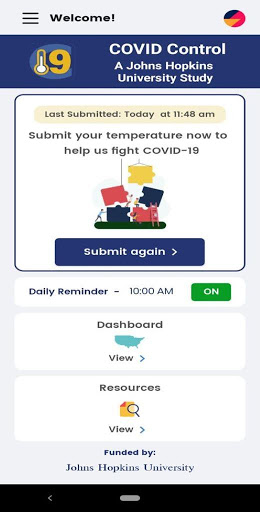 Welcome!
19
COVID Control
A Johns Hopkins
University Study
Last Submitted: Today at 11:48 am
Submit your temperature now to
help us fight COVID-19
Submit again >
Daily Reminder - 10:00 AM ON
Dashboard
View >
Resources
View >
Funded by:
Johns Hopkins University